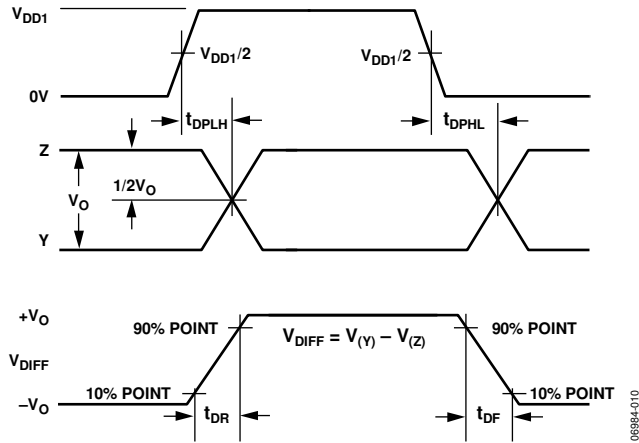 VDD1
VDD1/2
VDD1/2
0V
tDPLH
tDPHL
Z
1/2VO
VO
Y
+VO
90% POINT
VDIFF = V(Y) – V(Z)
90% POINT
VDIFF
10% POINT
10% POINT
–VO
tDR
tDF
06984-010